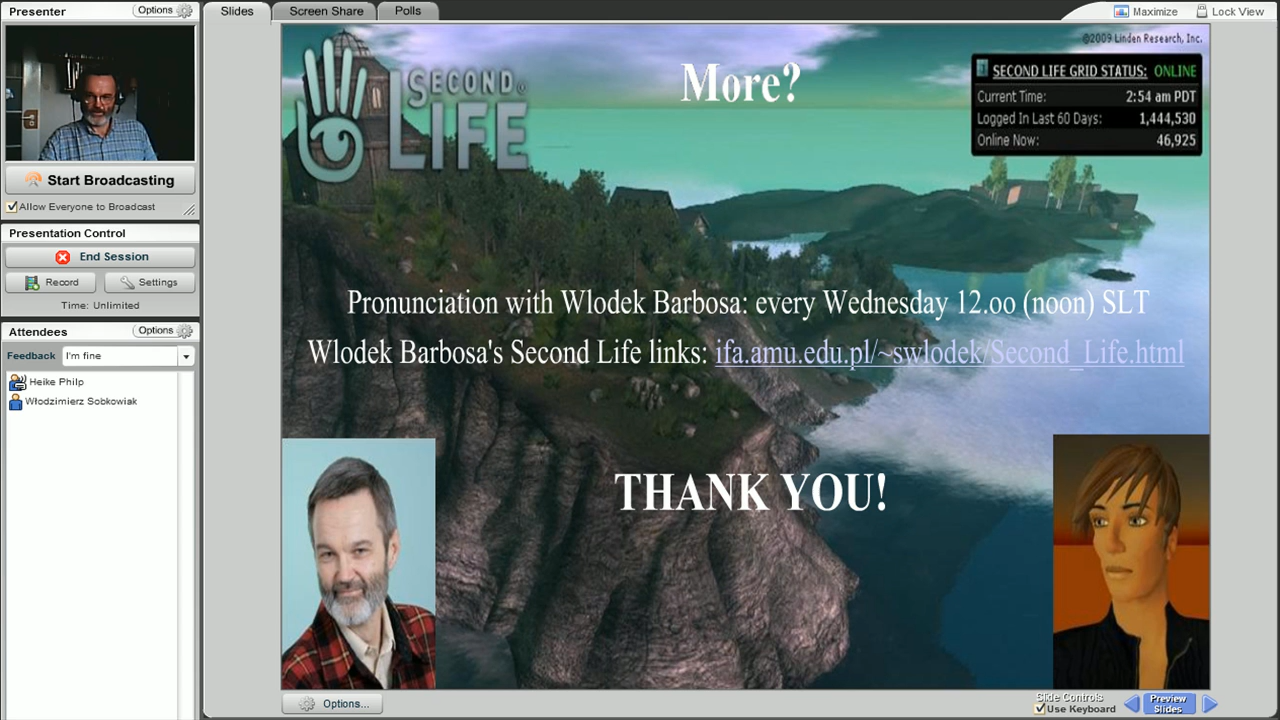 Presenter
Options
Start Broadcasting
Allow Everyone to Broadcast
Presentation Control
End Session
Record
Settings
Time: Unlimited
Attendees
Options
Feedback
I'm fine
Heike Philp
Włodzimierz Sobkowiak
Slides
Screen Share
Polls
Maximize
Lock View
©2009 Linden Research, Inc.
SECOND LIFE
More?
SECOND LIFE GRID STATUS: ONLINE
Current Time: 2:54 am PDT
Logged In Last 60 Days: 1,444,530
Online Now: 46,925
Pronunciation with Wlodek Barbosa: every Wednesday 12.oo (noon) SLT
Wlodek Barbosa's Second Life links: ifa.amu.edu.pl/~swlodek/Second_Life.html
THANK YOU!
Options...
Slide Controls
Use Keyboard
Preview
Slides